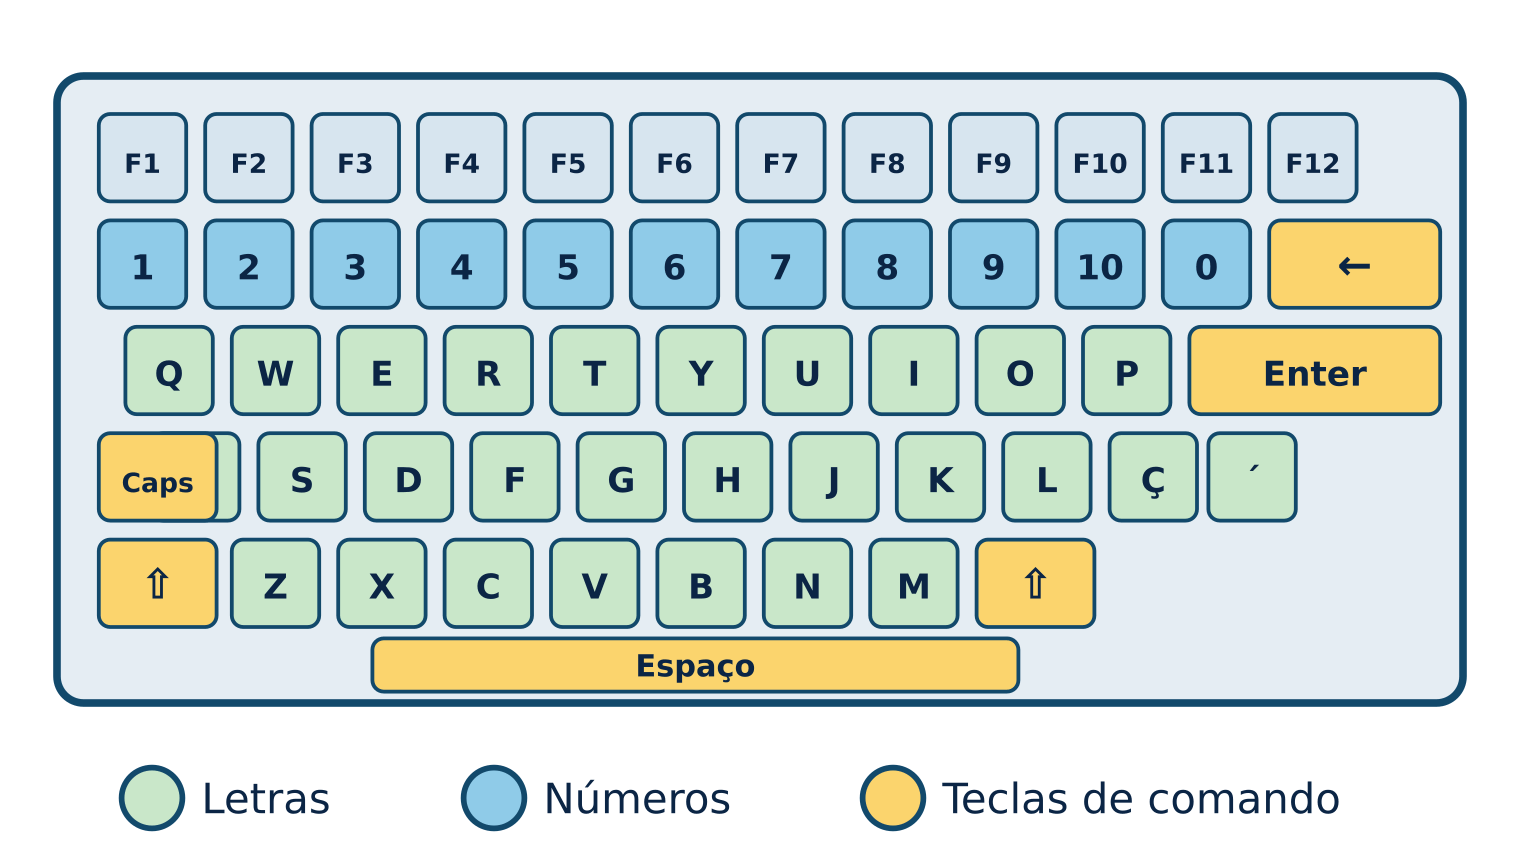 F1 F2 F3 F4 F5 F6 F7 F8 F9 F10 F11 F12
1 2 3 4 5 6 7 8 9 10 0 ←
Q W E R T Y U I O P Enter
Caps S D F G H J K L Ç ´
⇧ Z X C V B N M ⇧
Espaço
Letras Números Teclas de comando